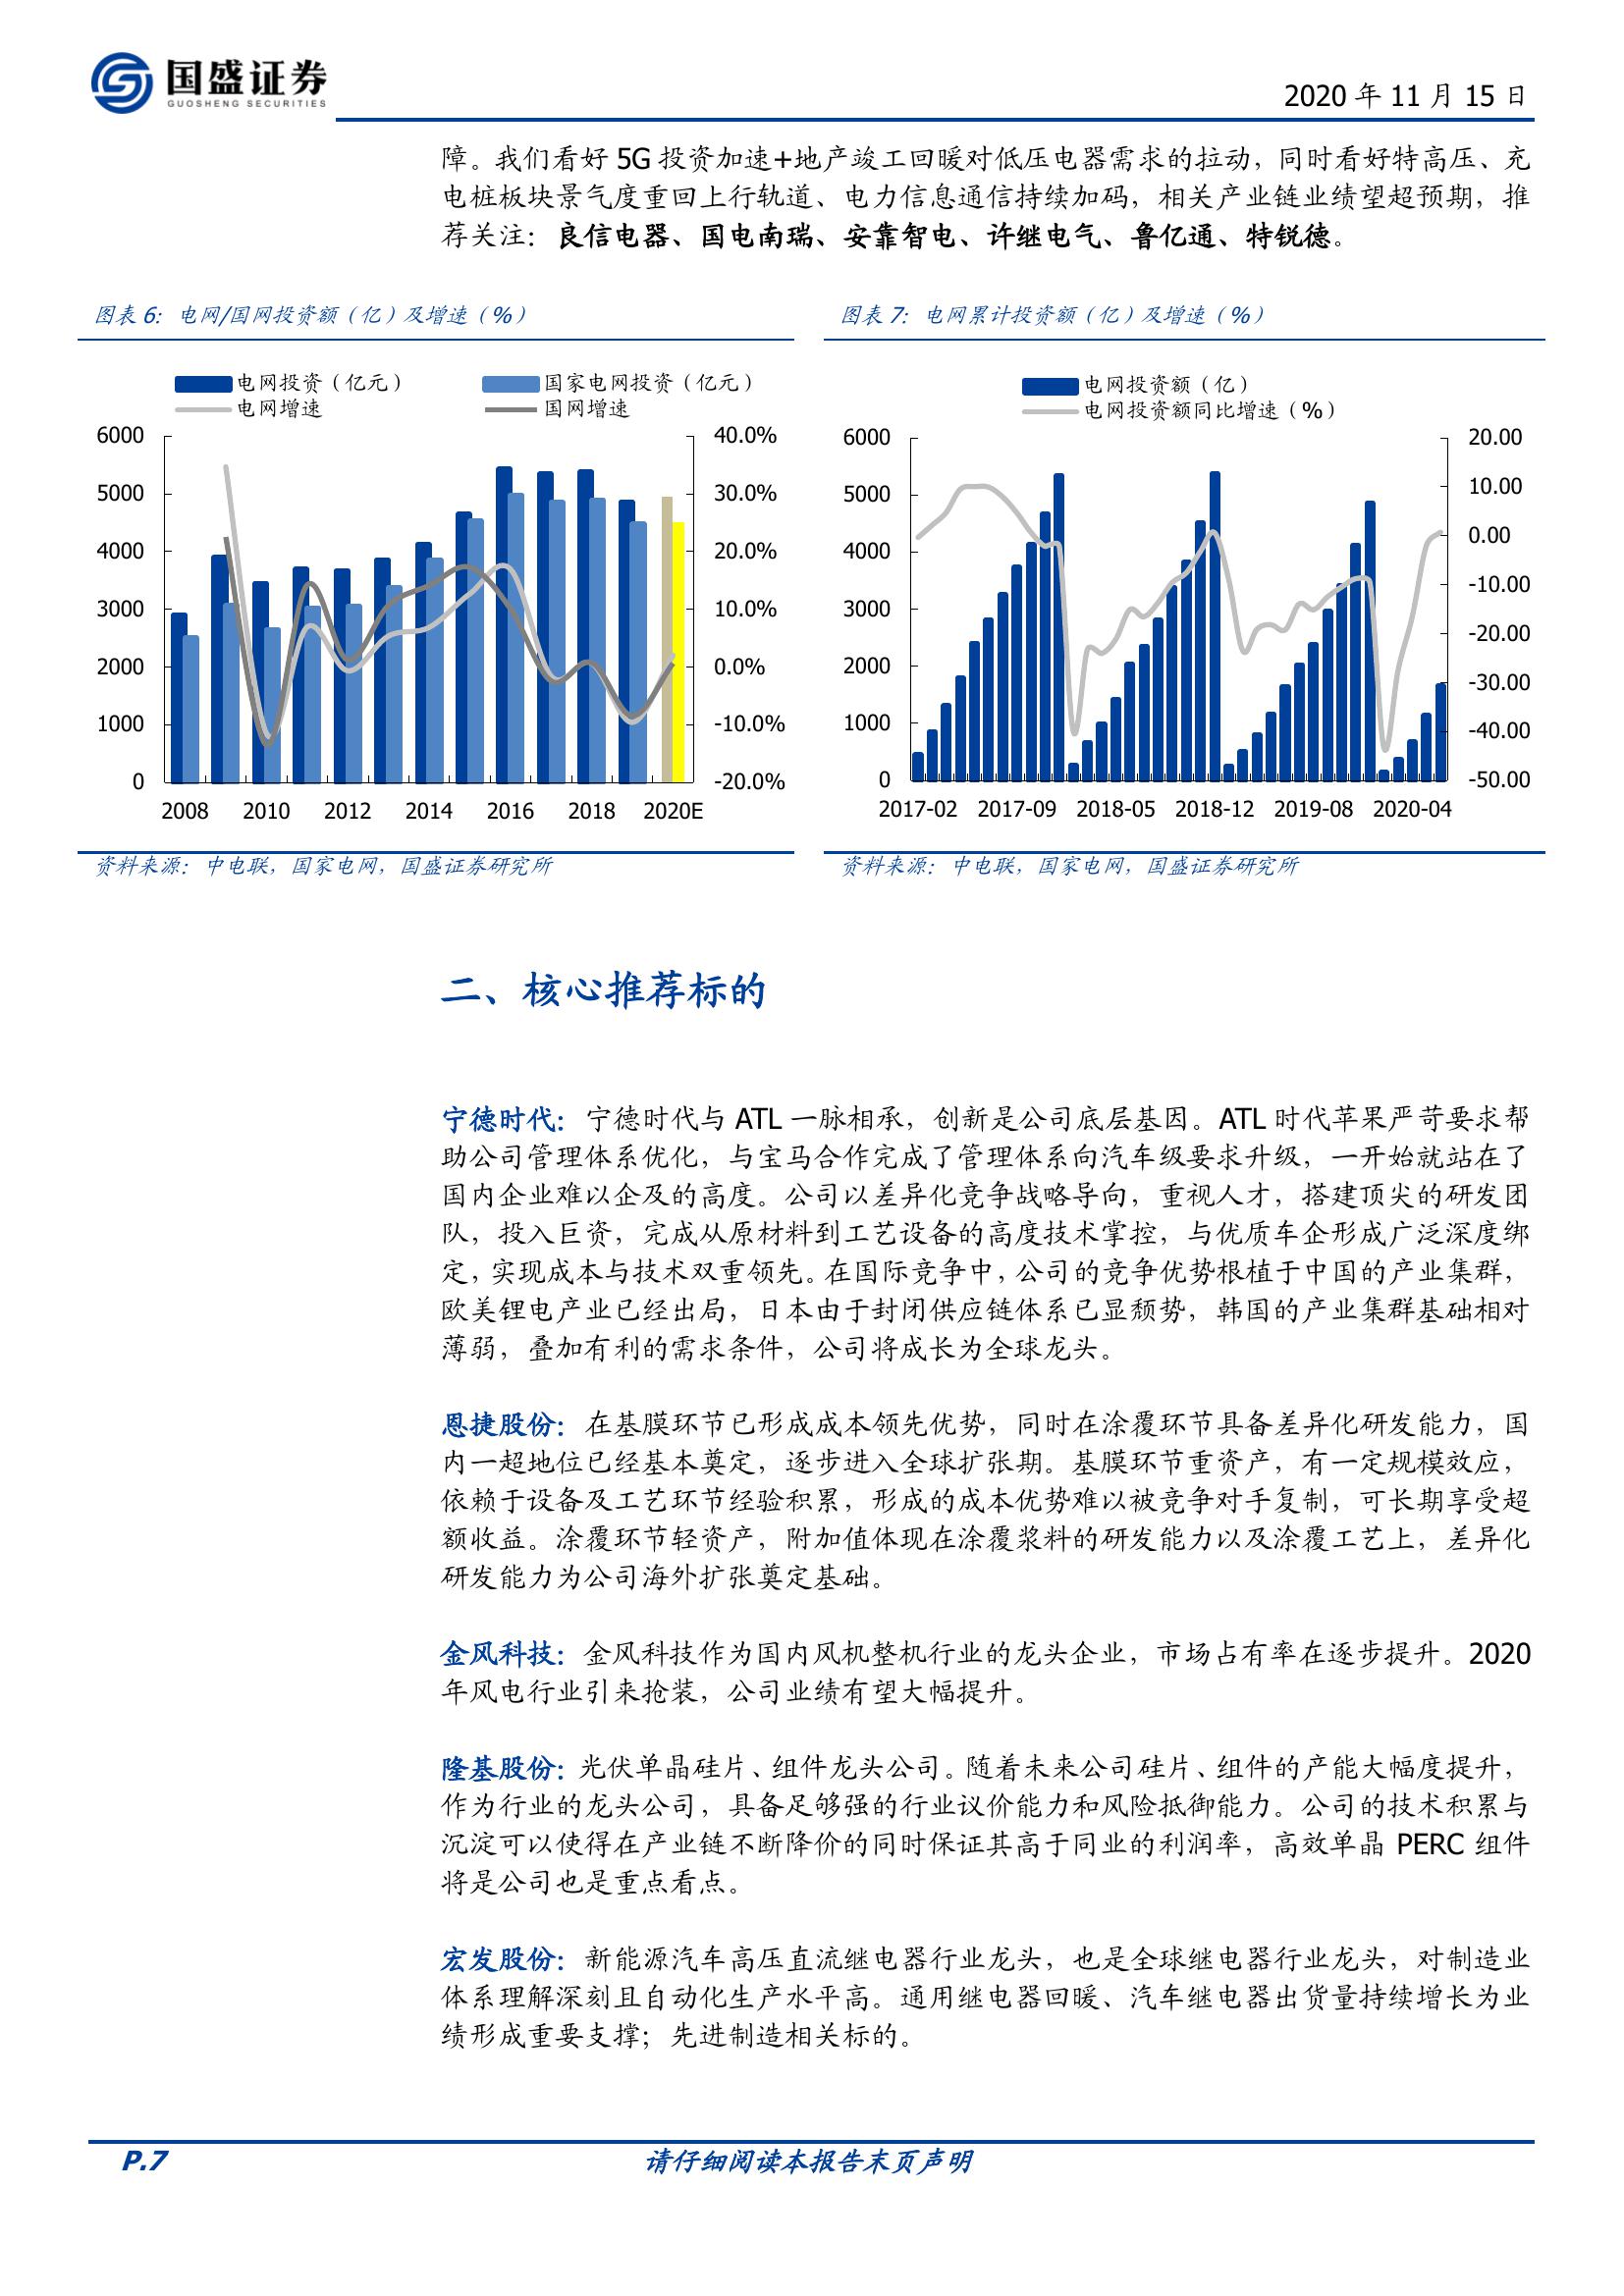 国盛证券
GUOSHENG SECURITIES
2020 年 11 月 15 日
障。我们看好 5G 投资加速+地产竣工回暖对低压电器需求的拉动，同时看好特高压、充
电桩板块景气度重回上行轨道、电力信息通信持续加码，相关产业链业绩望超预期，推
荐关注：良信电器、国电南瑞、安靠智电、许继电气、鲁亿通、特锐德。
图表 6：电网/国网投资额（亿）及增速（%）
电网投资（亿元）
国家电网投资（亿元）
电网增速
国网增速
6000
5000
4000
3000
2000
1000
0
40.0%
30.0%
20.0%
10.0%
0.0%
-10.0%
-20.0%
2008 2010 2012 2014 2016 2018 2020E
资料来源：中电联，国家电网，国盛证券研究所
图表 7：电网累计投资额（亿）及增速（%）
电网投资额（亿）
电网投资额同比增速（%）
6000
5000
4000
3000
2000
1000
0
20.00
10.00
0.00
-10.00
-20.00
-30.00
-40.00
-50.00
2017-02 2017-09 2018-05 2018-12 2019-08 2020-04
资料来源：中电联，国家电网，国盛证券研究所
二、核心推荐标的
宁德时代：宁德时代与 ATL 一脉相承，创新是公司底层基因。ATL 时代苹果严苛要求帮
助公司管理体系优化，与宝马合作完成了管理体系向汽车级要求升级，一开始就站在了
国内企业难以企及的高度。公司以差异化竞争战略导向，重视人才，搭建顶尖的研发团
队，投入巨资，完成从原材料到工艺设备的高度技术掌控，与优质车企形成广泛深度绑
定，实现成本与技术双重领先。在国际竞争中，公司的竞争优势根植于中国的产业集群，
欧美锂电产业已经出局，日本由于封闭供应链体系已显颓势，韩国的产业集群基础相对
薄弱，叠加有利的需求条件，公司将成长为全球龙头。
恩捷股份：在基膜环节已形成成本领先优势，同时在涂覆环节具备差异化研发能力，国
内一超地位已经基本奠定，逐步进入全球扩张期。基膜环节重资产，有一定规模效应，
依赖于设备及工艺环节经验积累，形成的成本优势难以被竞争对手复制，可长期享受超
额收益。涂覆环节轻资产，附加值体现在涂覆浆料的研发能力以及涂覆工艺上，差异化
研发能力为公司海外扩张奠定基础。
金风科技：金风科技作为国内风机整机行业的龙头企业，市场占有率在逐步提升。2020
年风电行业引来抢装，公司业绩有望大幅提升。
隆基股份：光伏单晶硅片、组件龙头公司。随着未来公司硅片、组件的产能大幅度提升，
作为行业的龙头公司，具备足够强的行业议价能力和风险抵御能力。公司的技术积累与
沉淀可以使得在产业链不断降价的同时保证其高于同业的利润率，高效单晶 PERC 组件
将是公司也是重点看点。
宏发股份：新能源汽车高压直流继电器行业龙头，也是全球继电器行业龙头，对制造业
体系理解深刻且自动化生产水平高。通用继电器回暖、汽车继电器出货量持续增长为业
绩形成重要支撑；先进制造相关标的。
P.7
请仔细阅读本报告末页声明